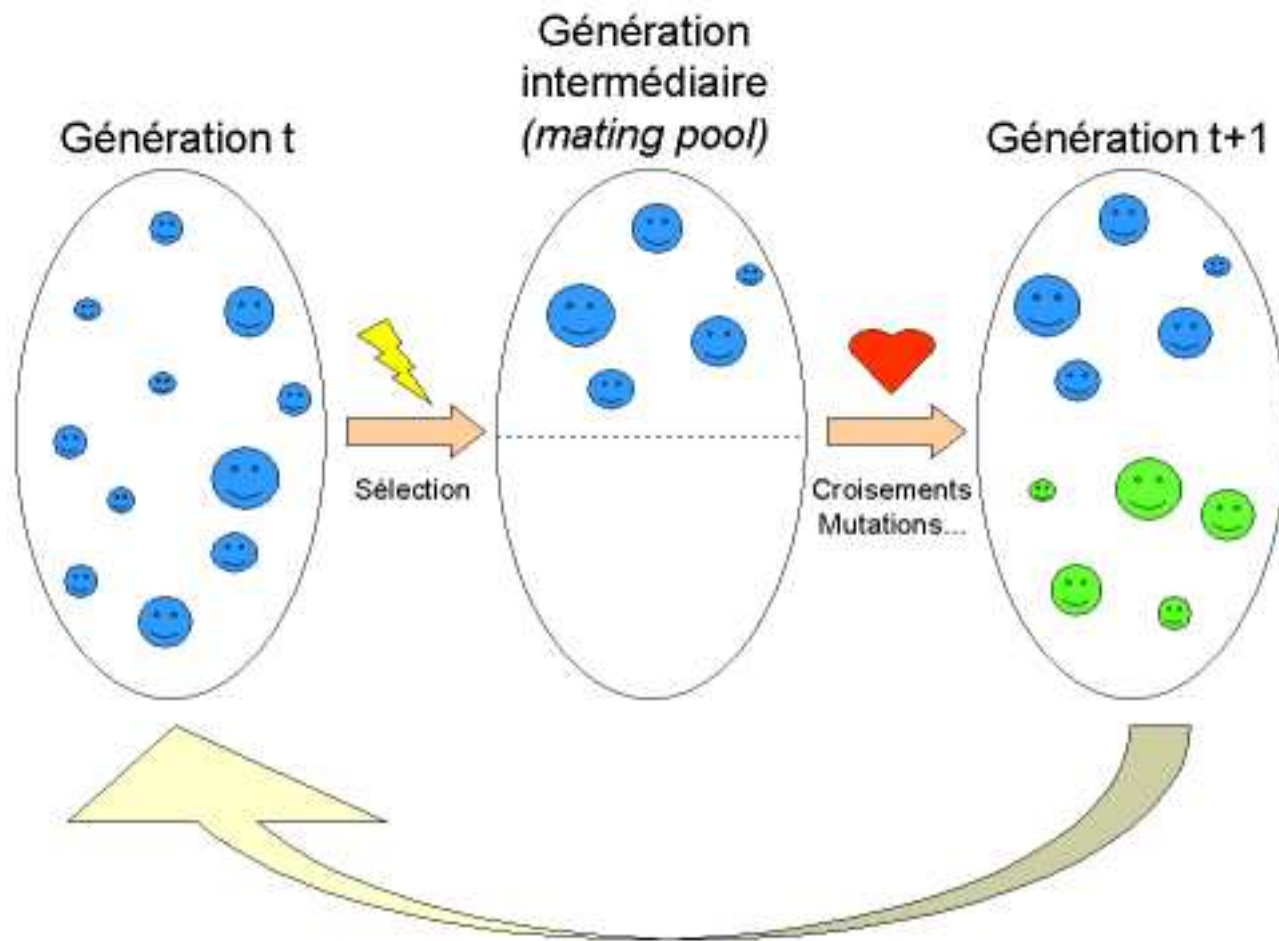 Génération t
Génération
intermédiaire
(mating pool)
Génération t+1
Sélection
Croisements
Mutations...